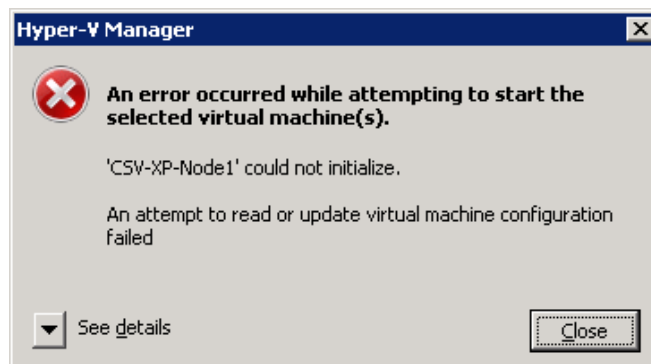 Hyper-V Manager
An error occurred while attempting to start the
selected virtual machine(s).
'CSV-XP-Node1' could not initialize.
An attempt to read or update virtual machine configuration
failed
See details
Close